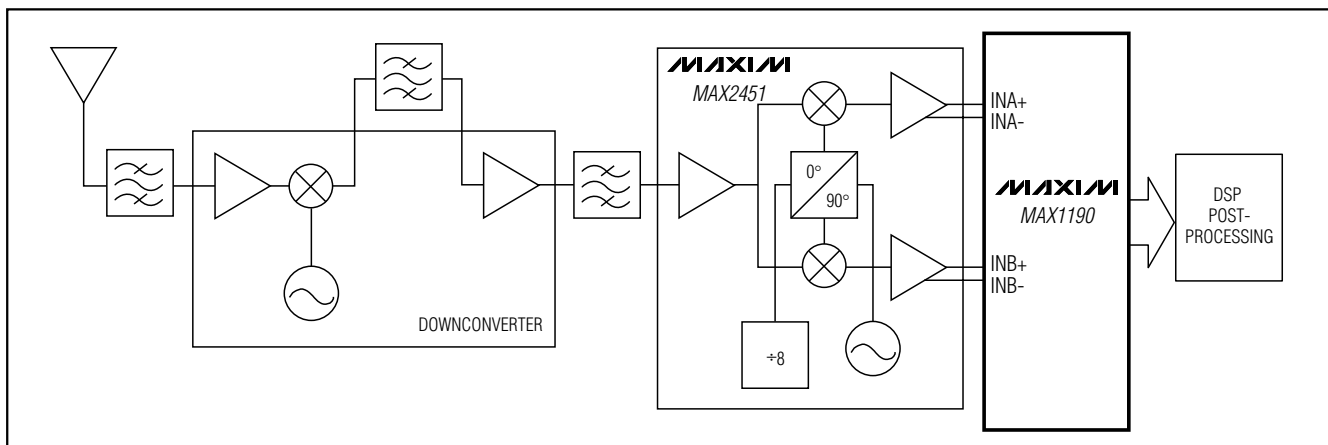 MAXIM
MAX2451
INA+
INA-
0°
90°
MAXIM
MAX1190
DSP
POST-
PROCESSING
INB+
INB-
DOWNCONVERTER
÷8